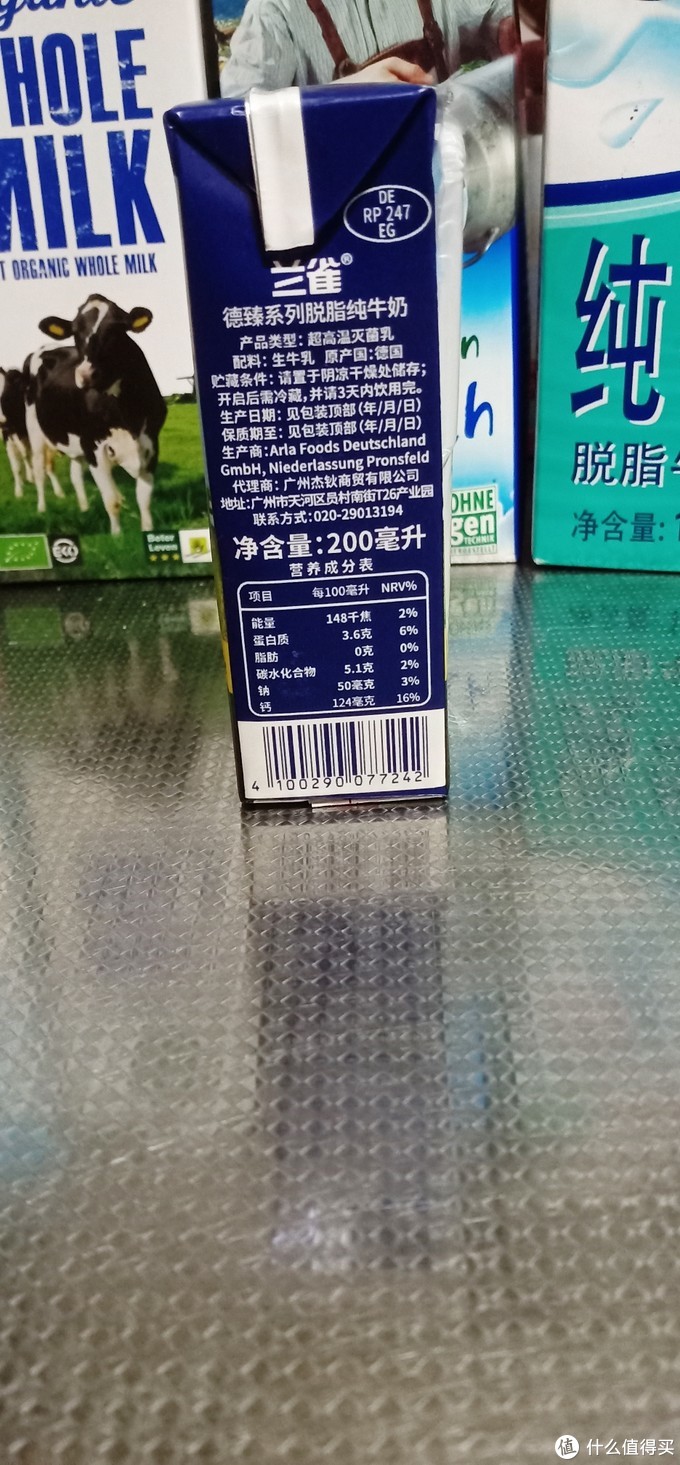 WHOLE
MILK
T ORGANIC WHOLE MILK
Beter
Leven
DE
RP 247
EG
兰雀®
德臻系列脱脂纯牛奶
产品类型：超高温灭菌乳
配料：生牛乳 原产国:德国
贮藏条件：请置于阴凉干燥处储存；
开启后需冷藏,并请3天内饮用完。
生产日期：见包装顶部（年/月/日）
保质期至：见包装顶部（年/月/日）
生产商:Arla Foods Deutschland
GmbH, Niederlassung Pronsfeld
代理商：广州杰钬商贸有限公司
地址:广州市天河区员村南街T26产业园
联系方式:020-29013194
净含量:200毫升
营养成分表
项目 每100毫升 NRV%
能量 148千焦 2%
蛋白质 3.6克 6%
脂肪 0克 0%
碳水化合物 5.1克 2%
钠 50毫克 3%
钙 124毫克 16%
4 100290 077242
n
h
OHNE
gen
TECHNIK
纯
脱脂
净含量:
值 什么值得买